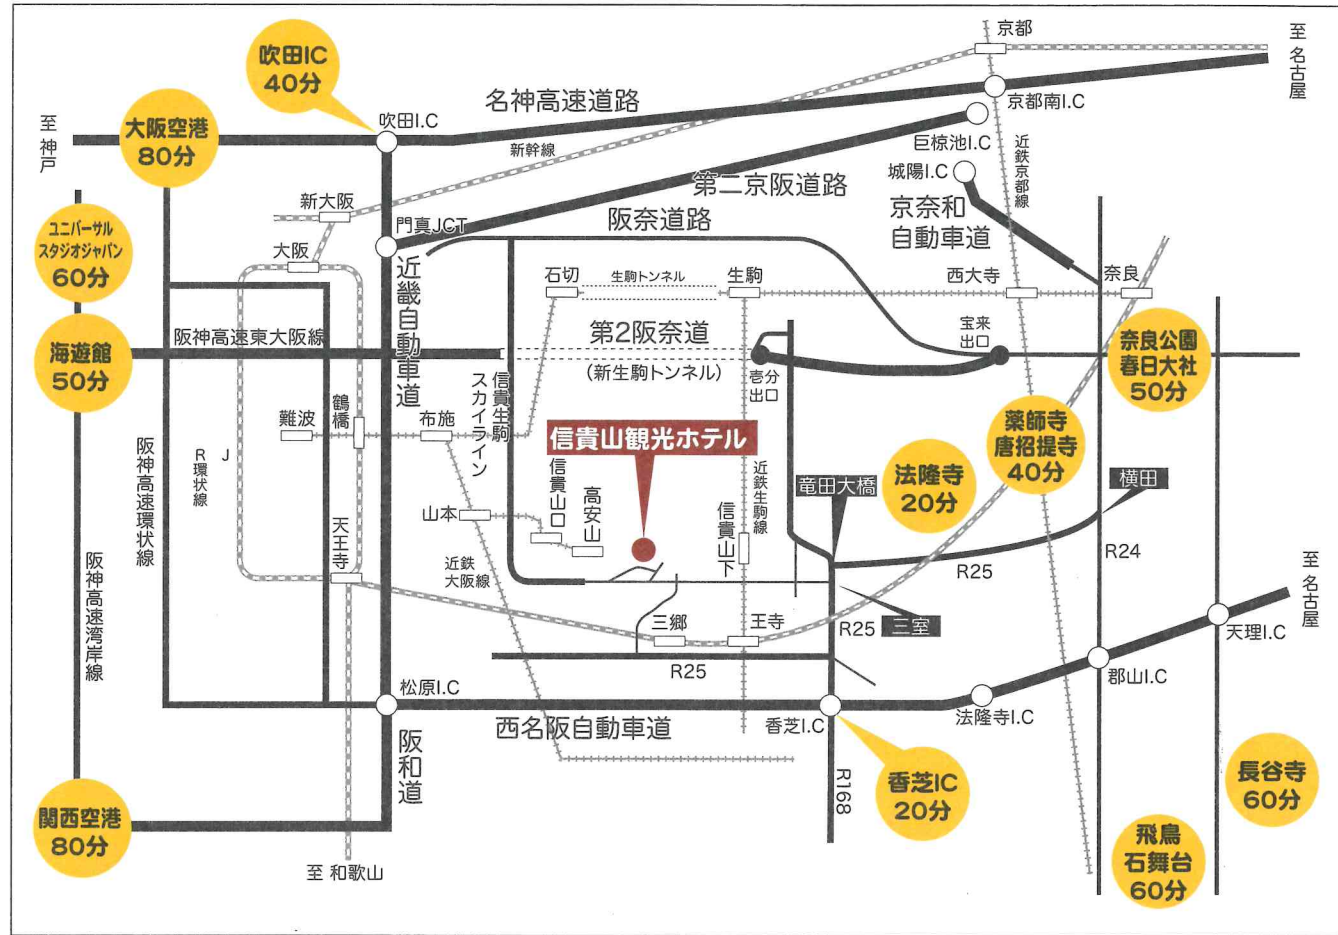 吹田IC
40分
京都
至 名古屋
名神高速道路
京都南I.C
至 神戸
大阪空港
80分
吹田I.C
新幹線
巨椋池I.C
近鉄京都線
城陽I.C
第二京阪道路
京奈和
自動車道
新大阪
門真JCT
阪奈道路
ユニバーサル
スタジオジャパン
60分
大阪
近畿自動車道
石切
生駒トンネル
生駒
西大寺
奈良
阪神高速東大阪線
第2阪奈道
(新生駒トンネル)
宝来
出口
壱分
出口
海遊館
50分
奈良公園
春日大社
50分
信貴生駒
スカイライン
難波
鶴橋
布施
信貴山観光ホテル
薬師寺
唐招提寺
40分
阪神高速環状線
JR環状線
近鉄生駒線
竜田大橋
法隆寺
20分
横田
信貴山口
高安山
山本
信貴山下
天王寺
近鉄
大阪線
R24
R25
至 名古屋
阪神高速湾岸線
三郷
王寺
R25
三室
天理I.C
R25
郡山I.C
松原I.C
西名阪自動車道
香芝I.C
法隆寺I.C
阪和道
R168
香芝IC
20分
長谷寺
60分
関西空港
80分
飛鳥
石舞台
60分
至 和歌山